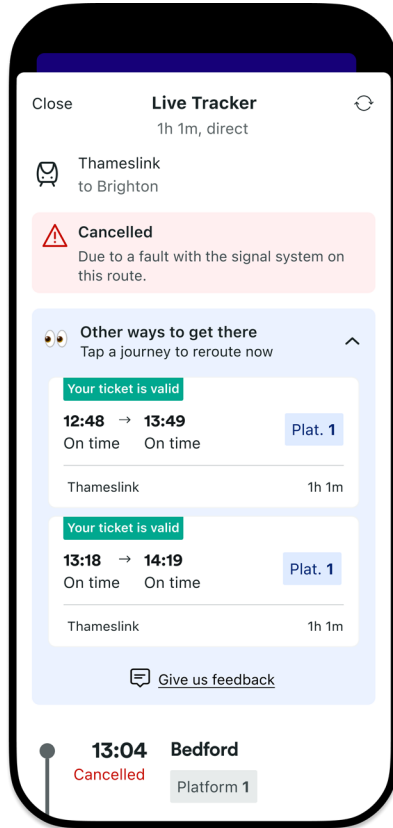 Close Live Tracker
1h 1m, direct
Thameslink
to Brighton
Cancelled
Due to a fault with the signal system on
this route.
Other ways to get there
Tap a journey to reroute now
Your ticket is valid
12:48 → 13:49 Plat. 1
On time On time
Thameslink 1h 1m
Your ticket is valid
13:18 → 14:19 Plat. 1
On time On time
Thameslink 1h 1m
Give us feedback
13:04 Bedford
Cancelled Platform 1